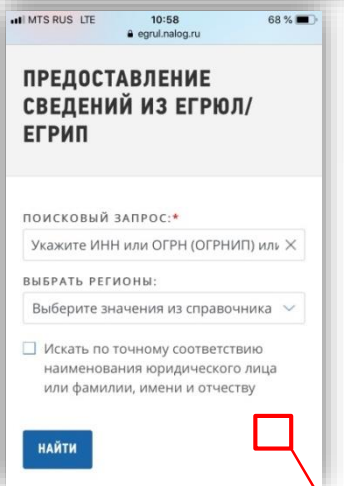 MTS RUS LTE 10:58 68 %
egrul.nalog.ru
ПРЕДОСТАВЛЕНИЕ
СВЕДЕНИЙ ИЗ ЕГРЮЛ/
ЕГРИП
ПОИСКОВЫЙ ЗАПРОС:*
Укажите ИНН или ОГРН (ОГРНИП) или
ВЫБРАТЬ РЕГИОНЫ:
Выберите значения из справочника
Искать по точному соответствию
наименования юридического лица
или фамилии, имени и отчеству
НАЙТИ